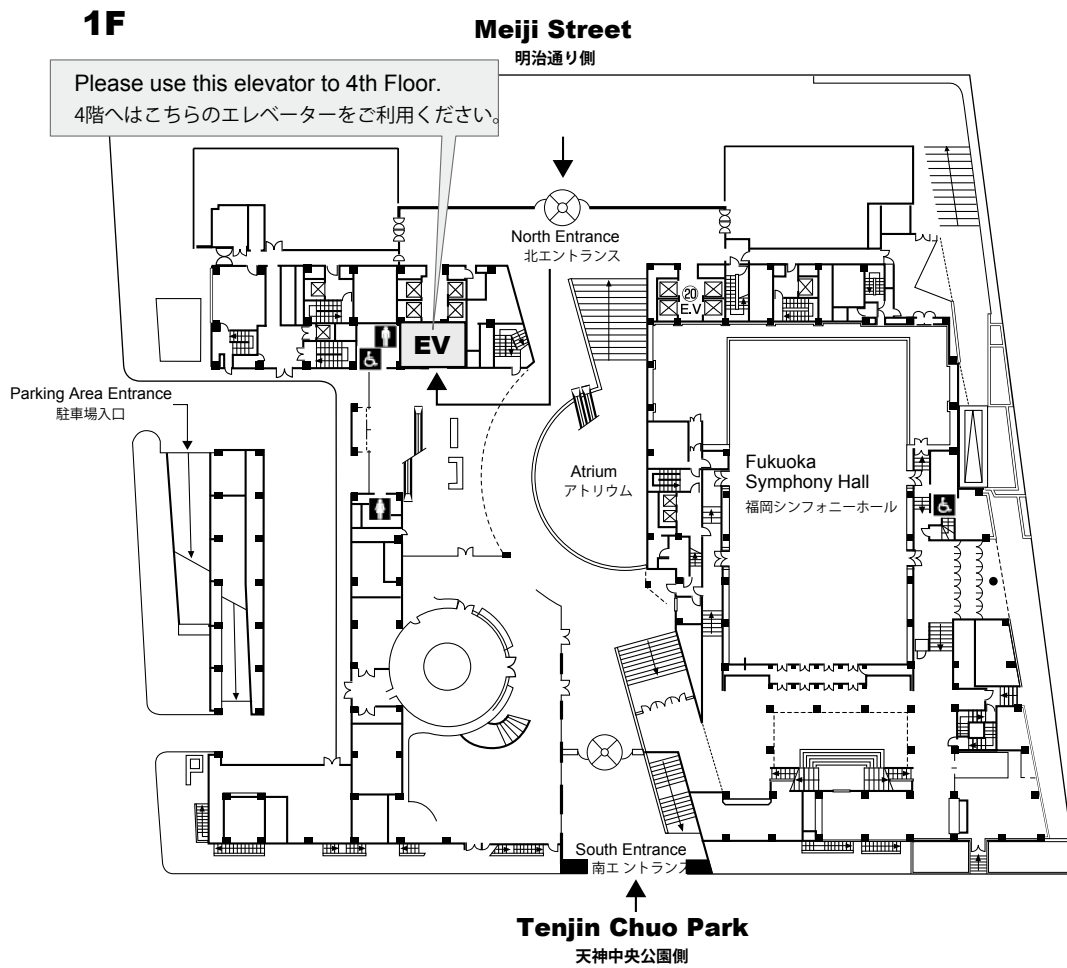 1F
Meiji Street
明治通り側
Please use this elevator to 4th Floor.
4階へはこちらのエレベーターをご利用ください。
North Entrance
北エントランス
⑳
E.V
EV
Parking Area Entrance
駐車場入口
Atrium
アトリウム
Fukuoka
Symphony Hall
福岡シンフォニーホール
South Entrance
南エントランス
Tenjin Chuo Park
天神中央公園側